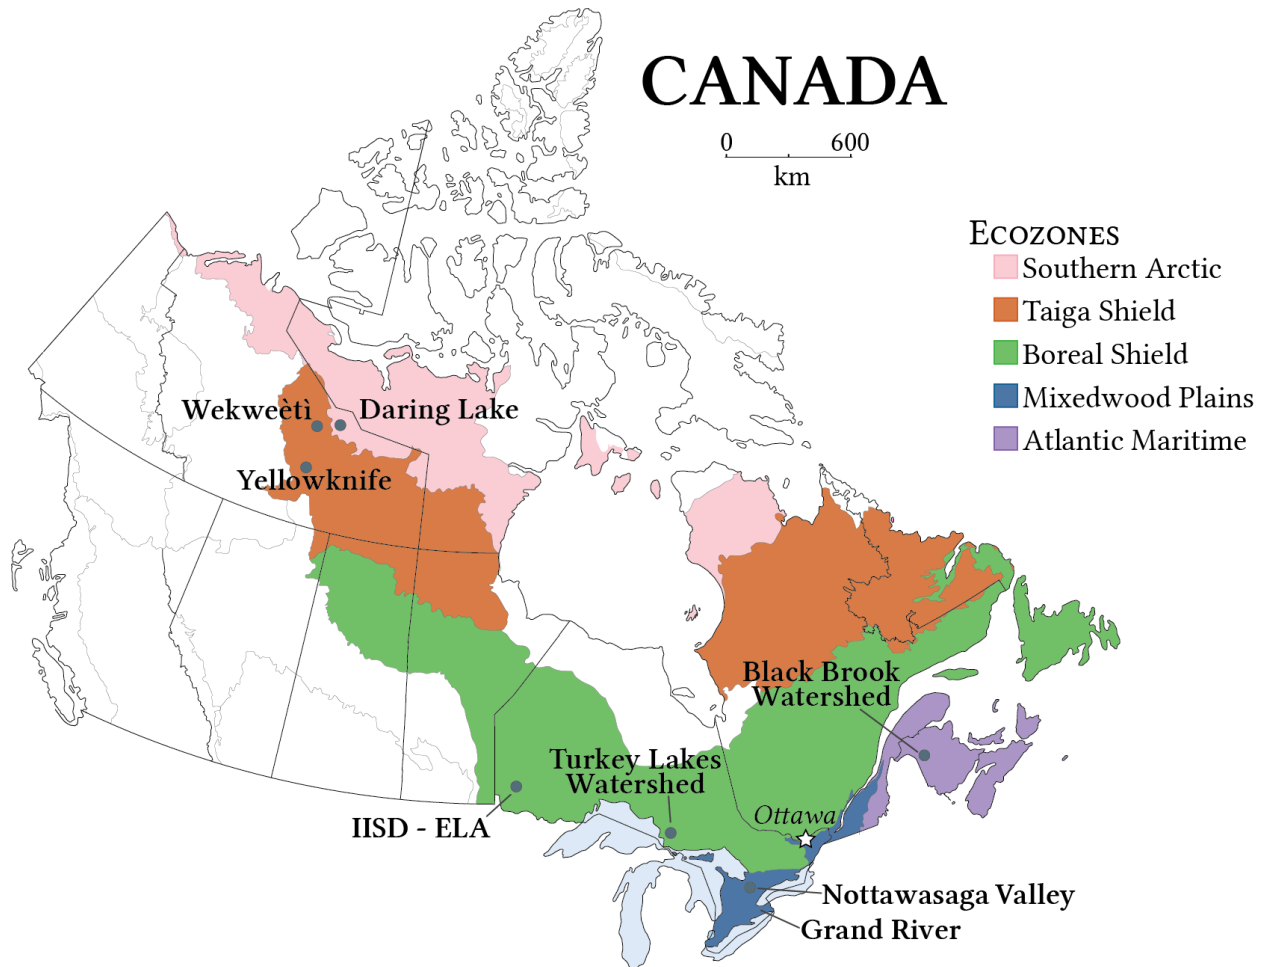 CANADA
0 600
km
ECOZONES
Southern Arctic
Taiga Shield
Boreal Shield
Mixedwood Plains
Atlantic Maritime
Wekweètì
Daring Lake
Yellowknife
Black Brook
Watershed
Turkey Lakes
Watershed
Ottawa
IISD - ELA
Nottawasaga Valley
Grand River